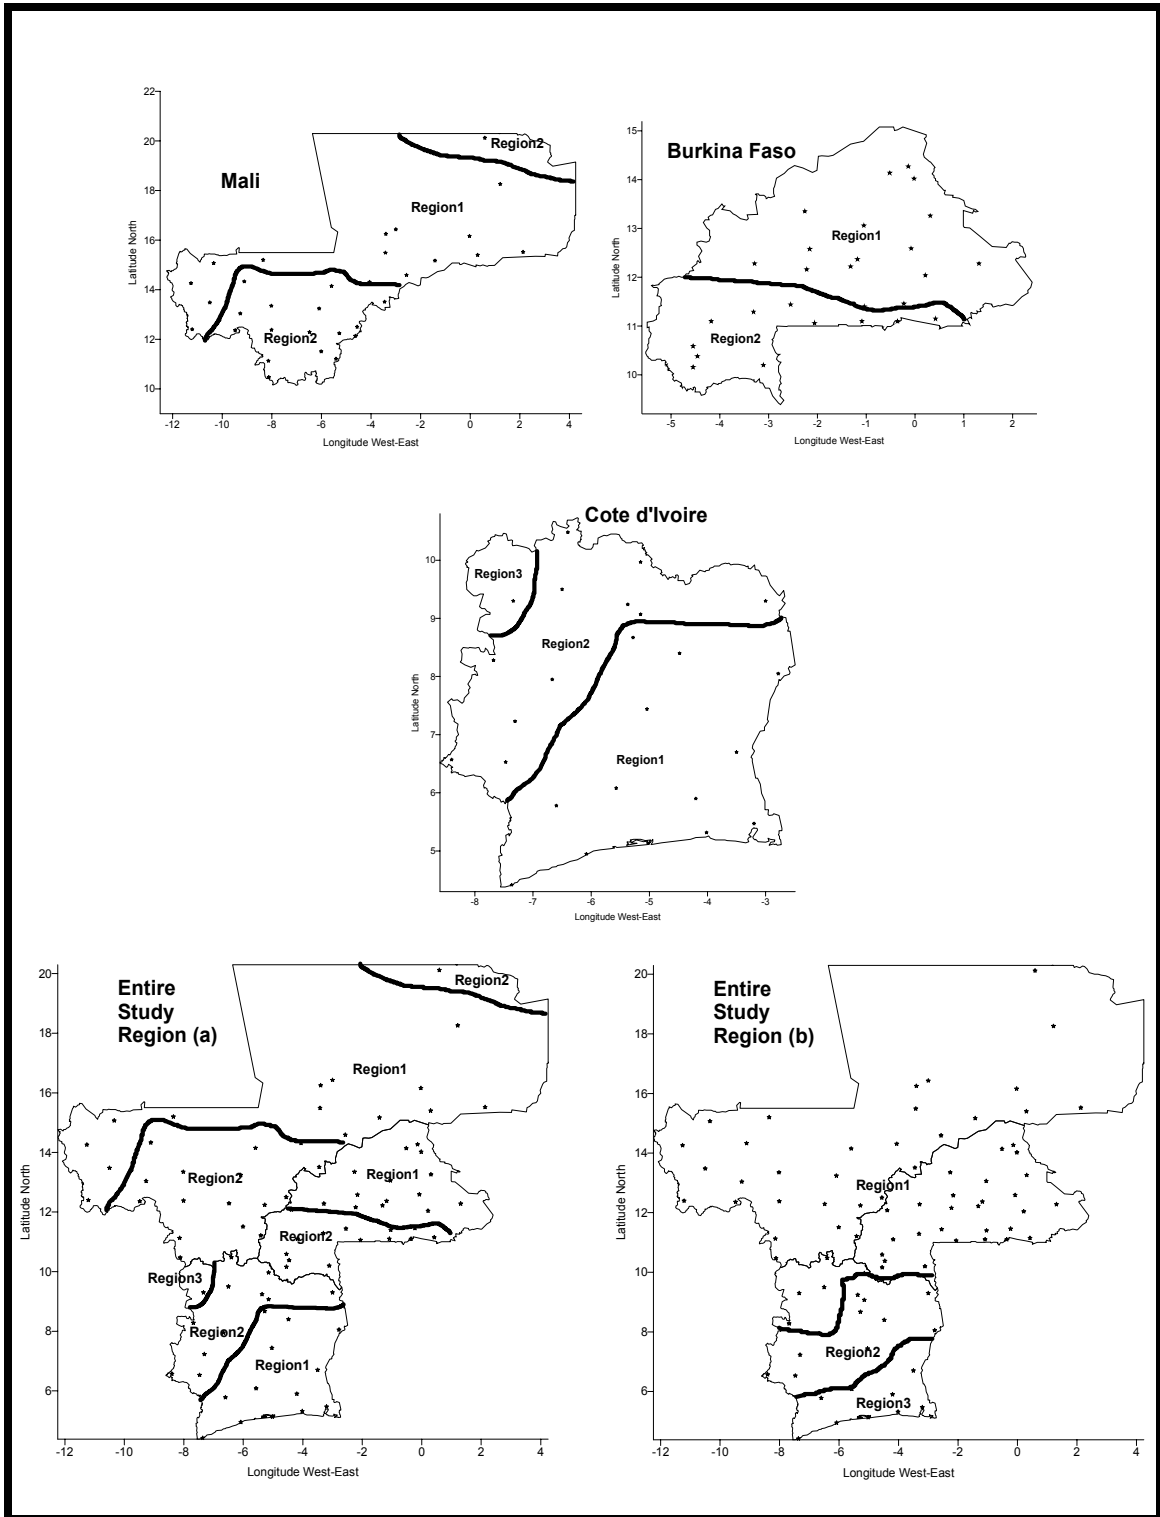 22
20
18
16
14
12
10
Latitude North
Mali
Region2
Region1
Region2
-12 -10 -8 -6 -4 -2 0 2 4
Longitude West-East
15
14
13
12
11
10
Latitude North
Burkina Faso
Region1
Region2
-5 -4 -3 -2 -1 0 1 2
Longitude West-East
Cote d'Ivoire
10
9
8
7
6
5
Latitude North
Region3
Region2
Region1
-8 -7 -6 -5 -4 -3
Longitude West-East
20
18
16
14
12
10
8
6
Latitude North
Entire
Study
Region (a)
Region2
Region1
Region2
Region1
Region2
Region3
Region2
Region1
-12 -10 -8 -6 -4 -2 0 2 4
Longitude West-East
20
18
16
14
12
10
8
6
Latitude North
Entire
Study
Region (b)
Region1
Region2
Region3
-12 -10 -8 -6 -4 -2 0 2 4
Longitude West-East